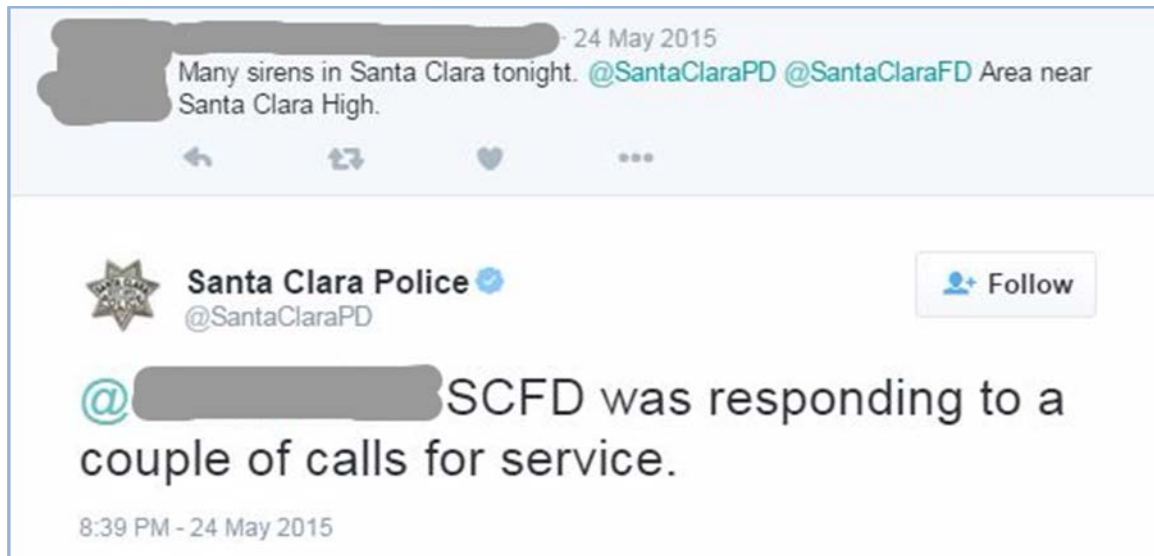 24 May 2015
Many sirens in Santa Clara tonight. @SantaClaraPD @SantaClaraFD Area near
Santa Clara High.
Santa Clara Police
@SantaClaraPD
Follow
@ SCFD was responding to a
couple of calls for service.
8:39 PM - 24 May 2015